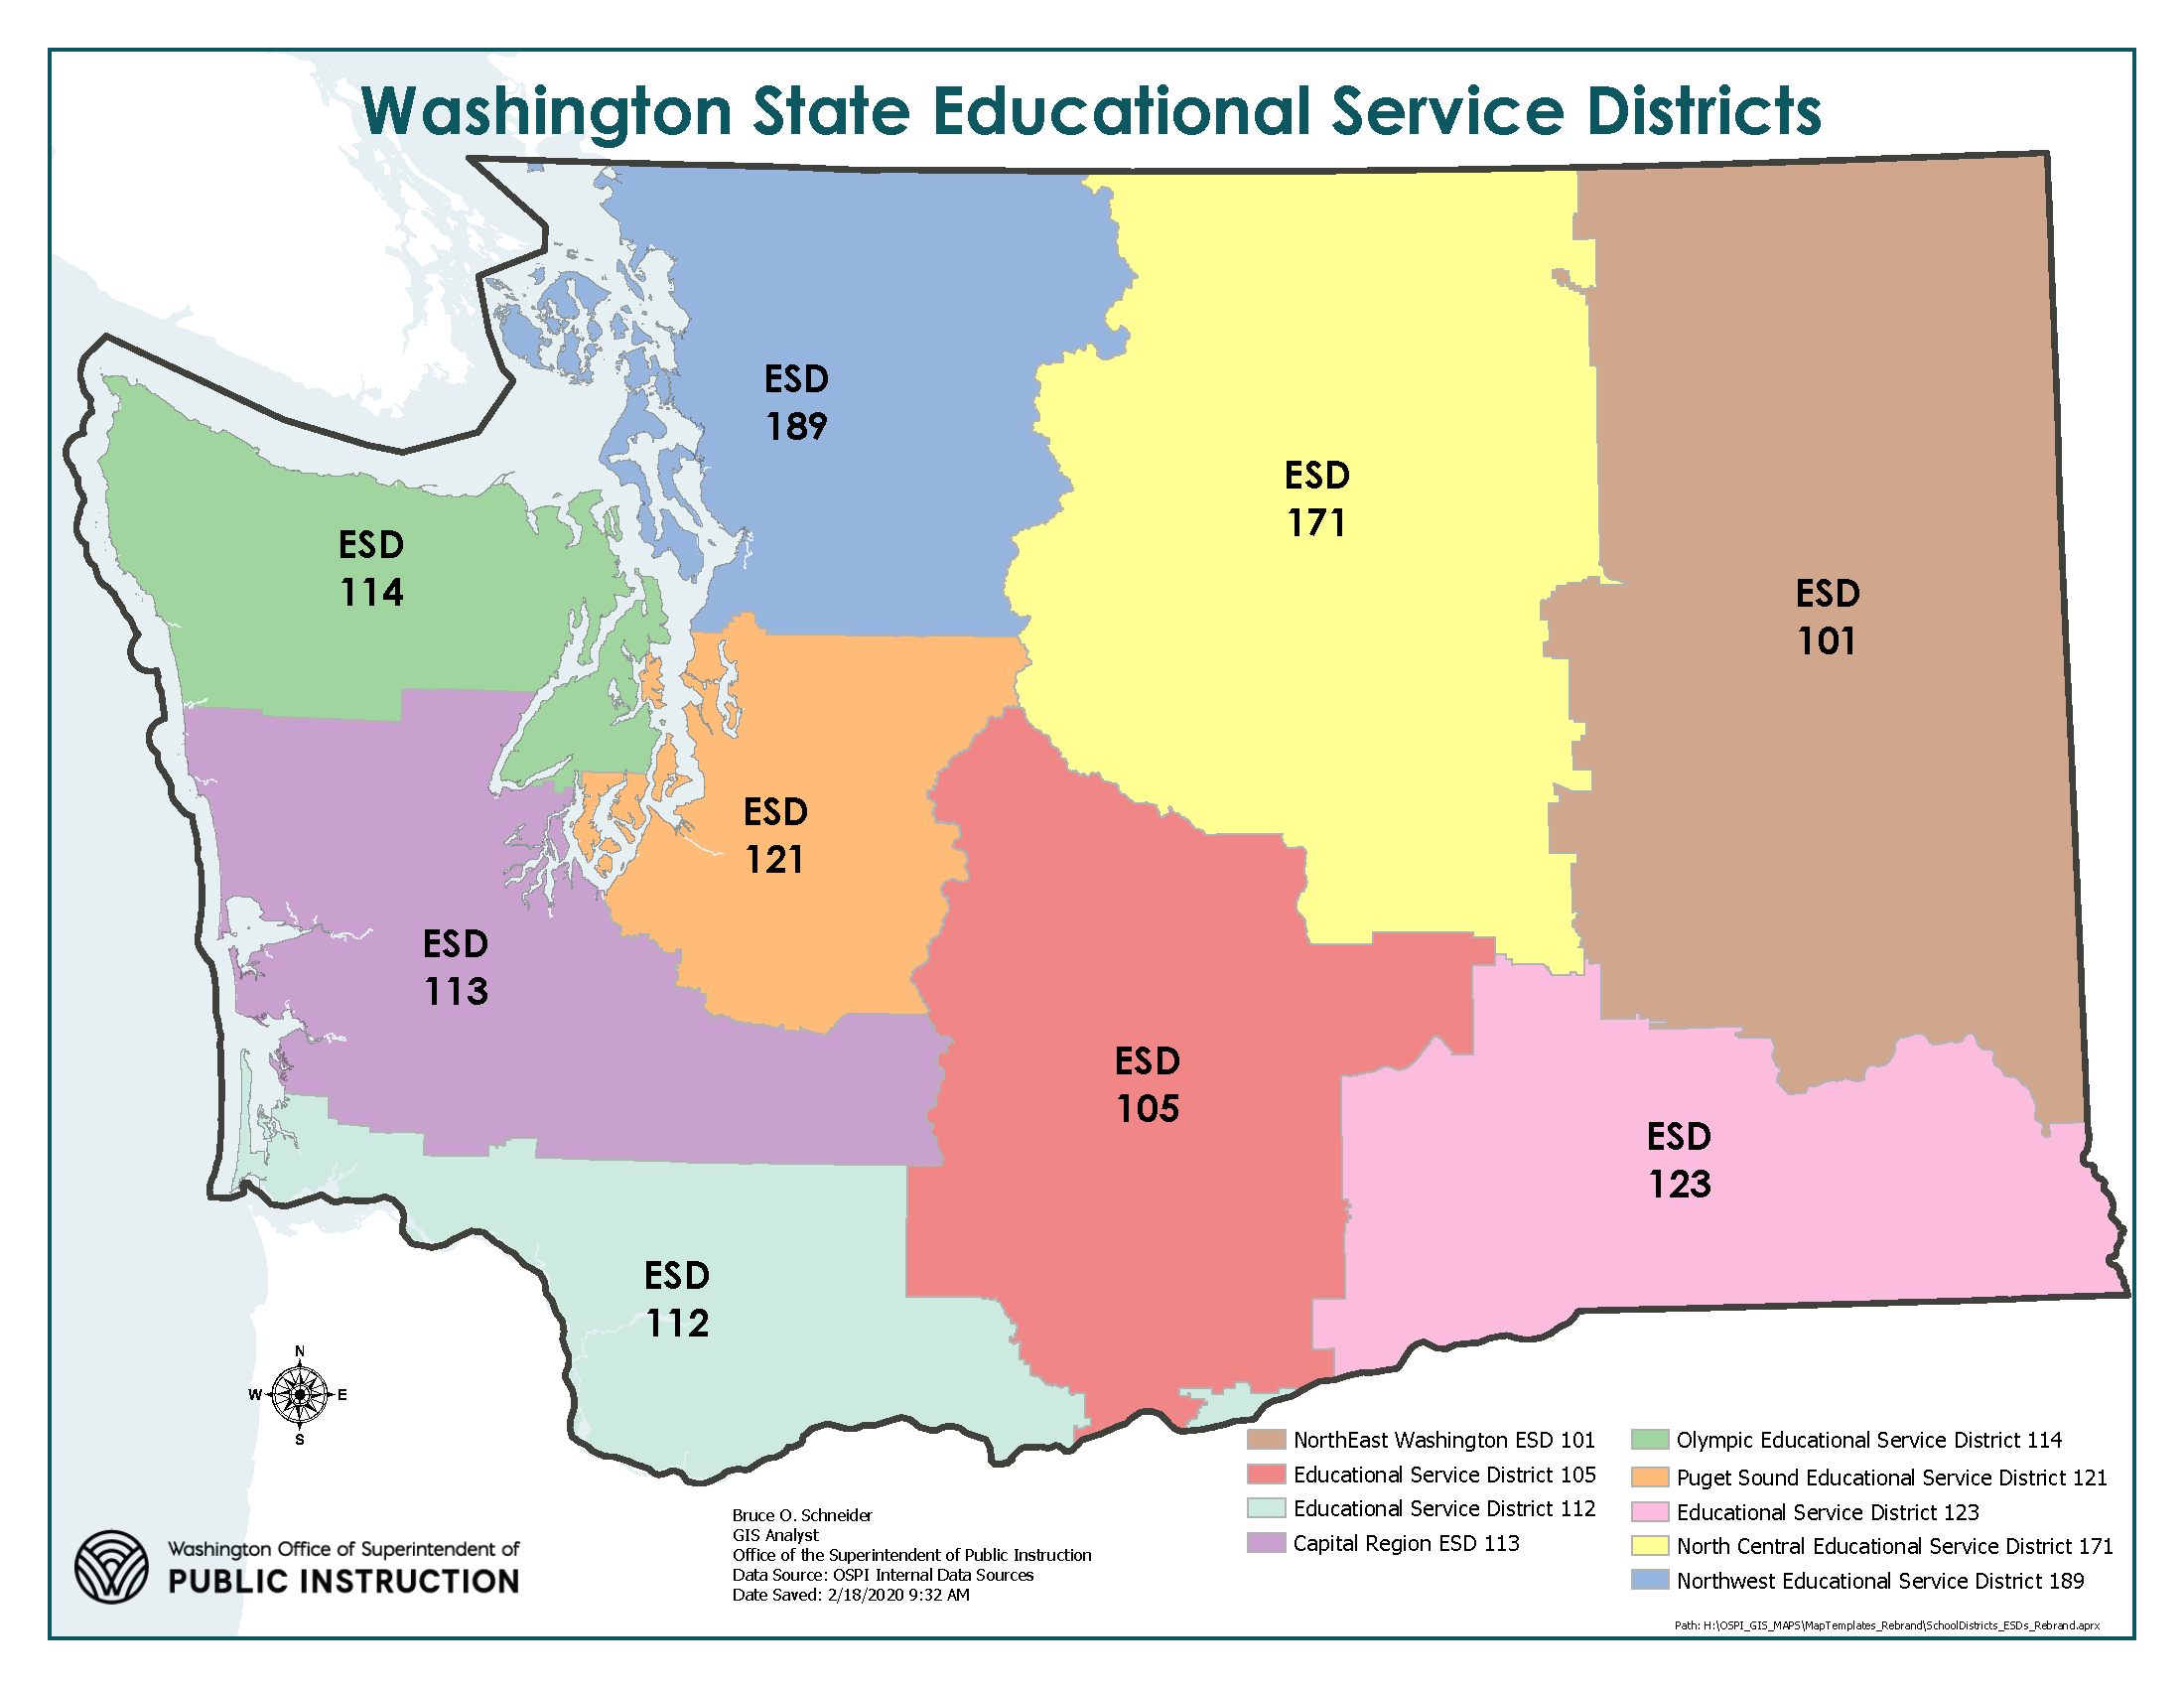 Washington State Educational Service Districts
ESD
189
ESD
171
ESD
114
ESD
101
ESD
121
ESD
113
ESD
105
ESD
123
ESD
112
N
W E
S
NorthEast Washington ESD 101
Educational Service District 105
Educational Service District 112
Capital Region ESD 113
Olympic Educational Service District 114
Puget Sound Educational Service District 121
Educational Service District 123
North Central Educational Service District 171
Northwest Educational Service District 189
Bruce O. Schneider
GIS Analyst
Office of the Superintendent of Public Instruction
Data Source: OSPI Internal Data Sources
Date Saved: 2/18/2020 9:32 AM
Washington Office of Superintendent of
PUBLIC INSTRUCTION
Path: H:\OSPI_GIS_MAPS\MapTemplates_Rebrand\SchoolDistricts_ESDs_Rebrand.aprx